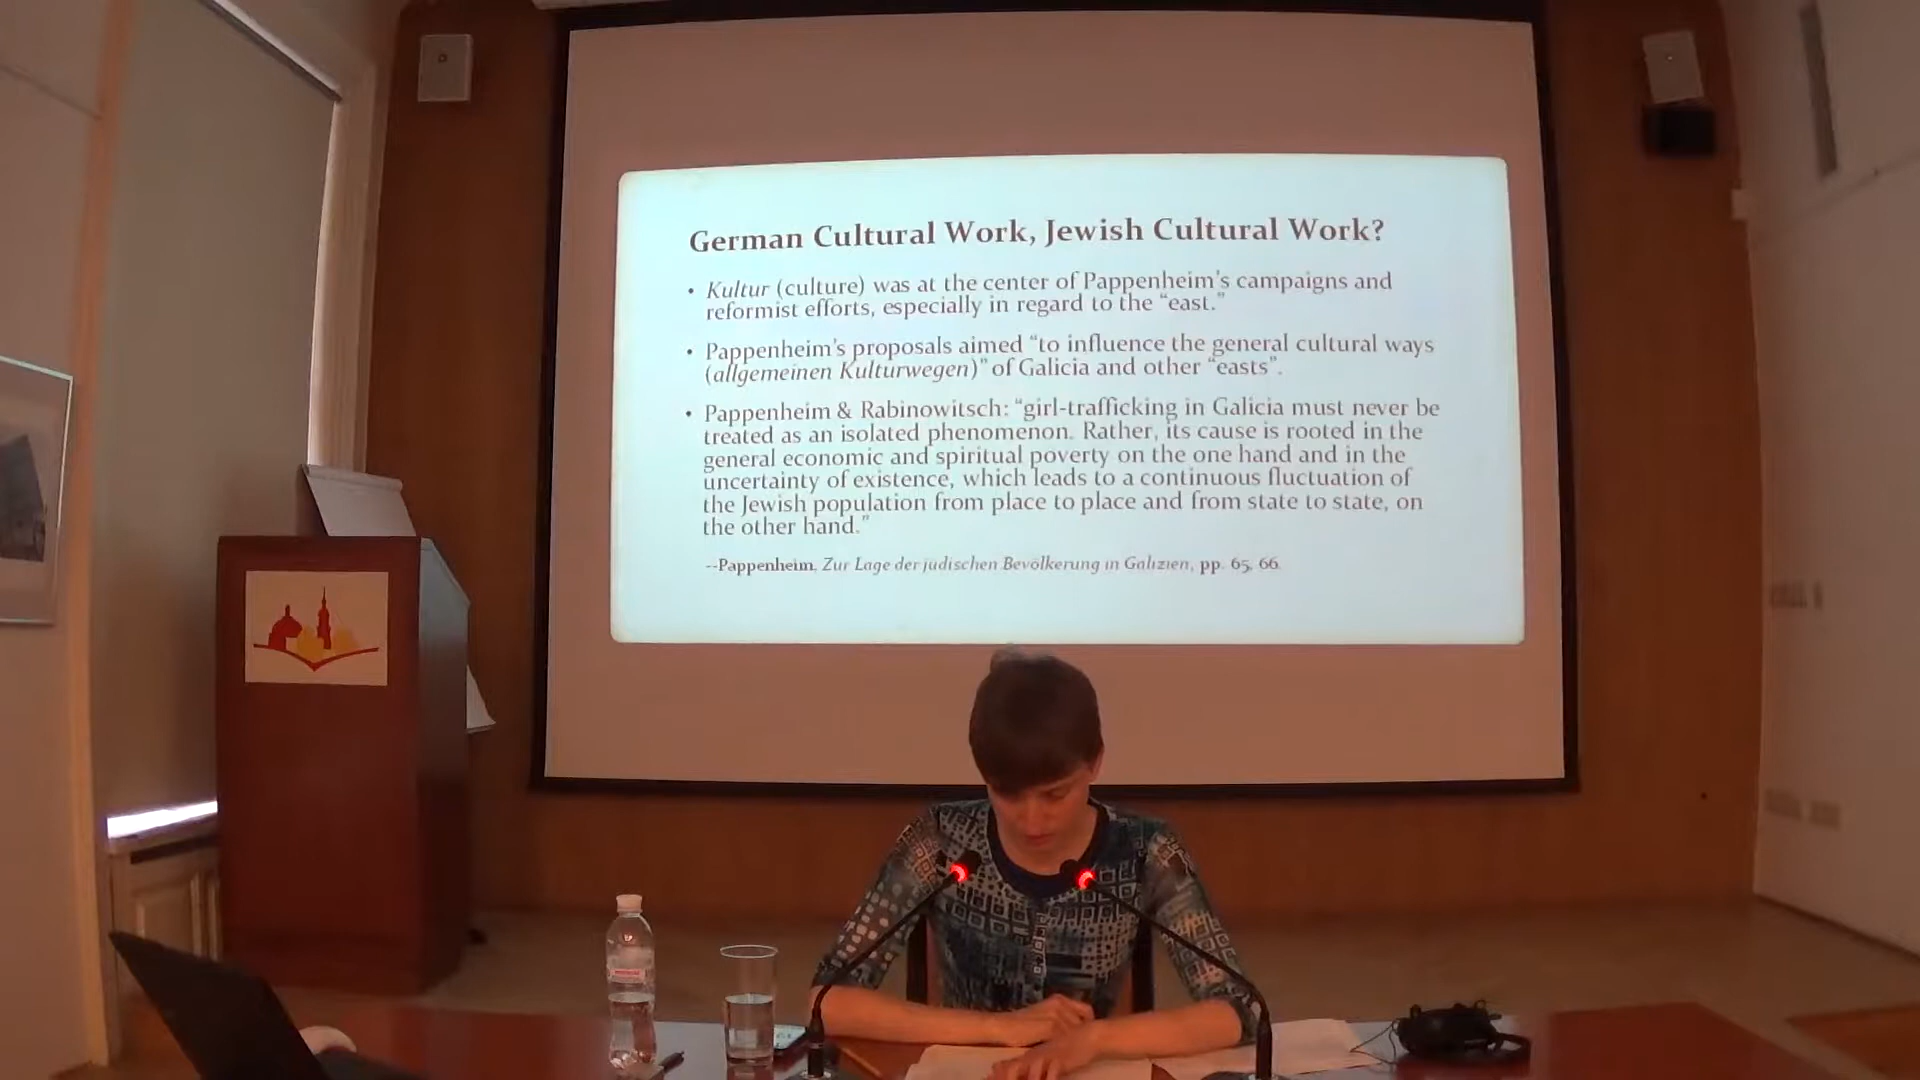 German Cultural Work, Jewish Cultural Work?
• Kultur (culture) was at the center of Pappenheim's campaigns and
reformist efforts, especially in regard to the “east.”
• Pappenheim's proposals aimed “to influence the general cultural ways
(allgemeinen Kulturwegen)” of Galicia and other “easts”.
• Pappenheim & Rabinowitsch: “girl-trafficking in Galicia must never be
treated as an isolated phenomenon. Rather, its cause is rooted in the
general economic and spiritual poverty on the one hand and in the
uncertainty of existence, which leads to a continuous fluctuation of
the Jewish population from place to place and from state to state, on
the other hand.”
--Pappenheim, Zur Lage der jüdischen Bevölkerung in Galizien, pp. 65, 66.